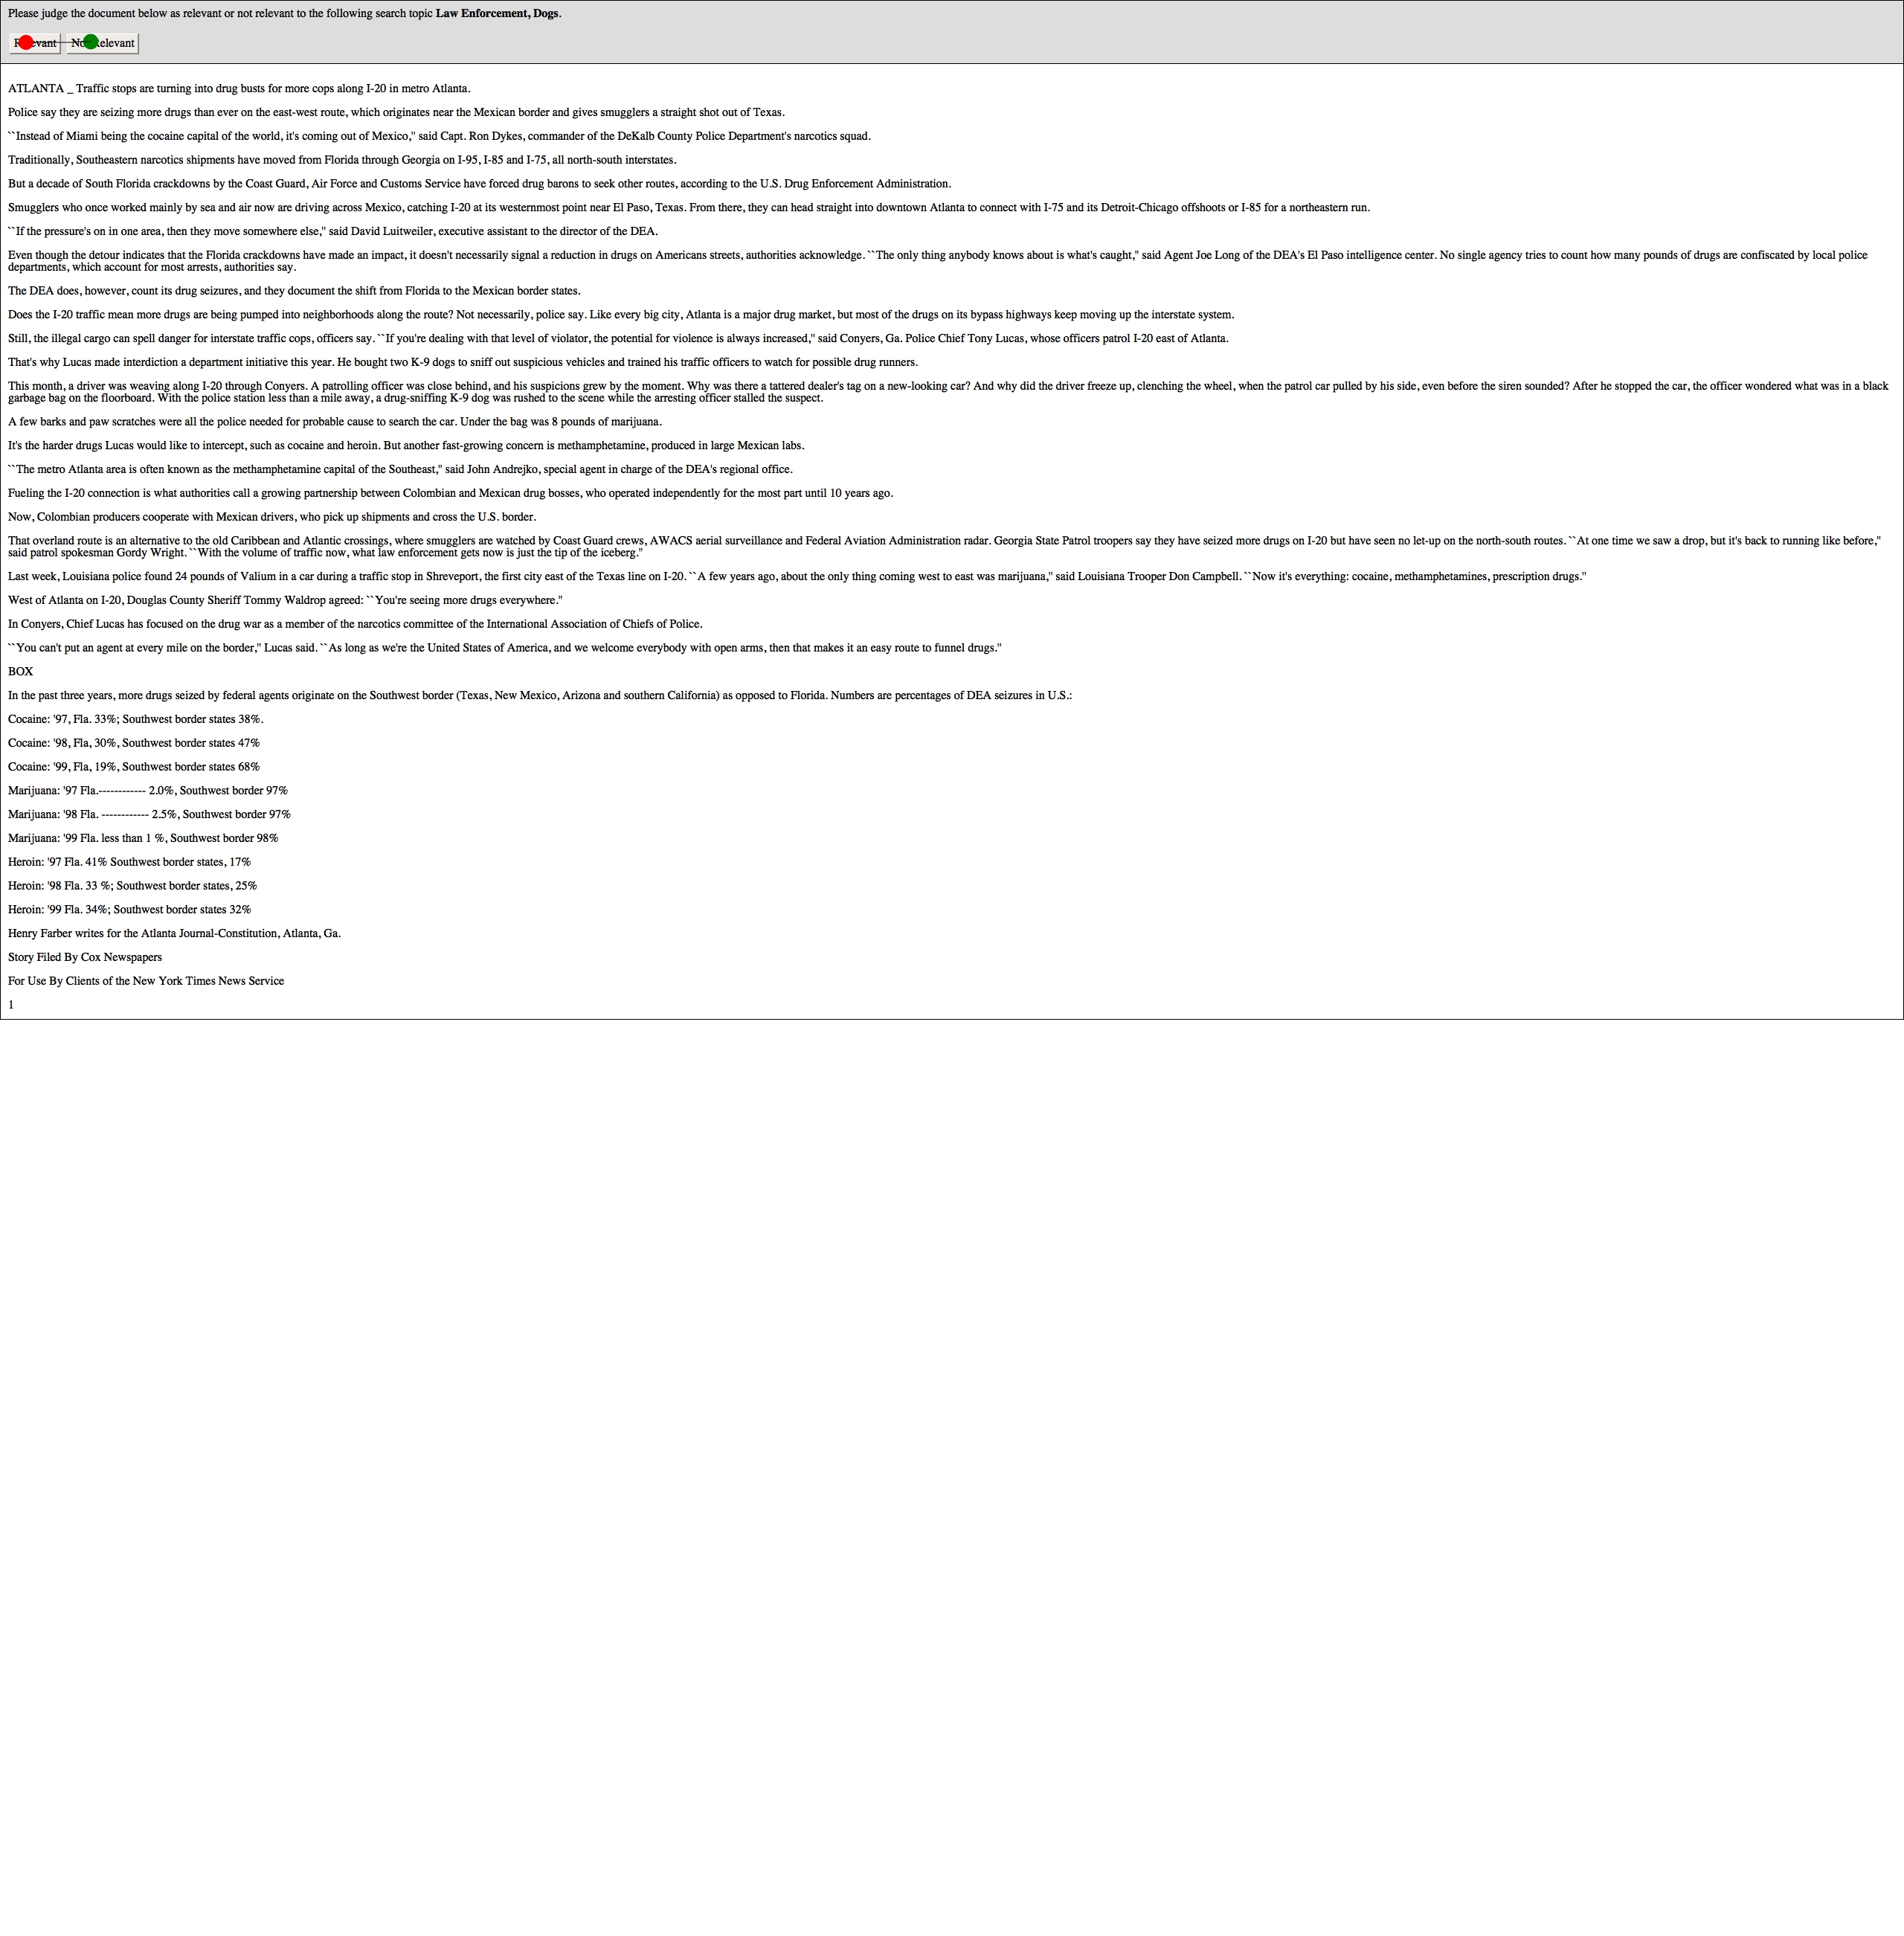 Please judge the document below as relevant or not relevant to the following search topic Law Enforcement, Dogs.
ATLANTA _ Traffic stops are turning into drug busts for more cops along I-20 in metro Atlanta.
Police say they are seizing more drugs than ever on the east-west route, which originates near the Mexican border and gives smugglers a straight shot out of Texas.
``Instead of Miami being the cocaine capital of the world, it's coming out of Mexico,'' said Capt. Ron Dykes, commander of the DeKalb County Police Department's narcotics squad.
Traditionally, Southeastern narcotics shipments have moved from Florida through Georgia on I-95, I-85 and I-75, all north-south interstates.
But a decade of South Florida crackdowns by the Coast Guard, Air Force and Customs Service have forced drug barons to seek other routes, according to the U.S. Drug Enforcement Administration.
Smugglers who once worked mainly by sea and air now are driving across Mexico, catching I-20 at its westernmost point near El Paso, Texas. From there, they can head straight into downtown Atlanta to connect with I-75 and its Detroit-Chicago offshoots or I-85 for a northeastern run.
``If the pressure's on in one area, then they move somewhere else,'' said David Luitweiler, executive assistant to the director of the DEA.
Even though the detour indicates that the Florida crackdowns have made an impact, it doesn't necessarily signal a reduction in drugs on Americans streets, authorities acknowledge. ``The only thing anybody knows about is what's caught,'' said Agent Joe Long of the DEA's El Paso intelligence center. No single agency tries to count how many pounds of drugs are confiscated by local police
departments, which account for most arrests, authorities say.
The DEA does, however, count its drug seizures, and they document the shift from Florida to the Mexican border states.
Does the I-20 traffic mean more drugs are being pumped into neighborhoods along the route? Not necessarily, police say. Like every big city, Atlanta is a major drug market, but most of the drugs on its bypass highways keep moving up the interstate system.
Still, the illegal cargo can spell danger for interstate traffic cops, officers say. ``If you're dealing with that level of violator, the potential for violence is always increased,'' said Conyers, Ga. Police Chief Tony Lucas, whose officers patrol I-20 east of Atlanta.
That's why Lucas made interdiction a department initiative this year. He bought two K-9 dogs to sniff out suspicious vehicles and trained his traffic officers to watch for possible drug runners.
This month, a driver was weaving along I-20 through Conyers. A patrolling officer was close behind, and his suspicions grew by the moment. Why was there a tattered dealer's tag on a new-looking car? And why did the driver freeze up, clenching the wheel, when the patrol car pulled by his side, even before the siren sounded? After he stopped the car, the officer wondered what was in a black
garbage bag on the floorboard. With the police station less than a mile away, a drug-sniffing K-9 dog was rushed to the scene while the arresting officer stalled the suspect.
A few barks and paw scratches were all the police needed for probable cause to search the car. Under the bag was 8 pounds of marijuana.
It's the harder drugs Lucas would like to intercept, such as cocaine and heroin. But another fast-growing concern is methamphetamine, produced in large Mexican labs.
``The metro Atlanta area is often known as the methamphetamine capital of the Southeast,'' said John Andrejko, special agent in charge of the DEA's regional office.
Fueling the I-20 connection is what authorities call a growing partnership between Colombian and Mexican drug bosses, who operated independently for the most part until 10 years ago.
Now, Colombian producers cooperate with Mexican drivers, who pick up shipments and cross the U.S. border.
That overland route is an alternative to the old Caribbean and Atlantic crossings, where smugglers are watched by Coast Guard crews, AWACS aerial surveillance and Federal Aviation Administration radar. Georgia State Patrol troopers say they have seized more drugs on I-20 but have seen no let-up on the north-south routes. ``At one time we saw a drop, but it's back to running like before,''
said patrol spokesman Gordy Wright. ``With the volume of traffic now, what law enforcement gets now is just the tip of the iceberg.''
Last week, Louisiana police found 24 pounds of Valium in a car during a traffic stop in Shreveport, the first city east of the Texas line on I-20. ``A few years ago, about the only thing coming west to east was marijuana,'' said Louisiana Trooper Don Campbell. ``Now it's everything: cocaine, methamphetamines, prescription drugs.''
West of Atlanta on I-20, Douglas County Sheriff Tommy Waldrop agreed: ``You're seeing more drugs everywhere.''
In Conyers, Chief Lucas has focused on the drug war as a member of the narcotics committee of the International Association of Chiefs of Police.
``You can't put an agent at every mile on the border,'' Lucas said. ``As long as we're the United States of America, and we welcome everybody with open arms, then that makes it an easy route to funnel drugs.''
BOX
In the past three years, more drugs seized by federal agents originate on the Southwest border (Texas, New Mexico, Arizona and southern California) as opposed to Florida. Numbers are percentages of DEA seizures in U.S.:
Cocaine: '97, Fla. 33%; Southwest border states 38%.
Cocaine: '98, Fla, 30%, Southwest border states 47%
Cocaine: '99, Fla, 19%, Southwest border states 68%
Marijuana: '97 Fla.------------ 2.0%, Southwest border 97%
Marijuana: '98 Fla. ------------ 2.5%, Southwest border 97%
Marijuana: '99 Fla. less than 1 %, Southwest border 98%
Heroin: '97 Fla. 41% Southwest border states, 17%
Heroin: '98 Fla. 33 %; Southwest border states, 25%
Heroin: '99 Fla. 34%; Southwest border states 32%
Henry Farber writes for the Atlanta Journal-Constitution, Atlanta, Ga.
Story Filed By Cox Newspapers
For Use By Clients of the New York Times News Service
1